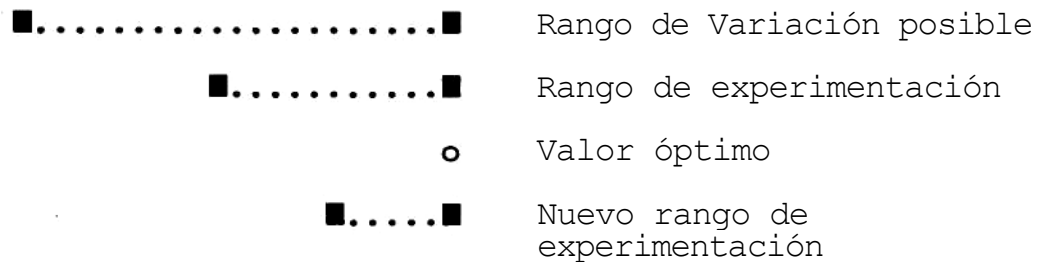 Rango de Variación posible
Rango de experimentación
Valor óptimo
Nuevo rango de
experimentación